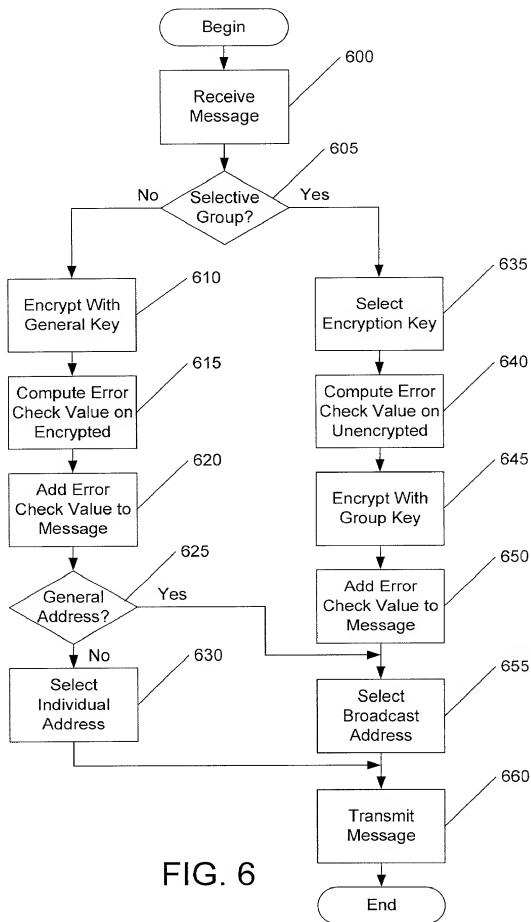 Begin
600
Receive
Message
605
No
Selective
Group?
Yes
610
Encrypt With
General Key
615
Compute Error
Check Value on
Encrypted
620
Add Error
Check Value to
Message
625
General
Address?
Yes
No
630
Select
Individual
Address
635
Select
Encryption Key
640
Compute Error
Check Value on
Unencrypted
645
Encrypt With
Group Key
650
Add Error
Check Value to
Message
655
Select
Broadcast
Address
660
Transmit
Message
End
FIG. 6